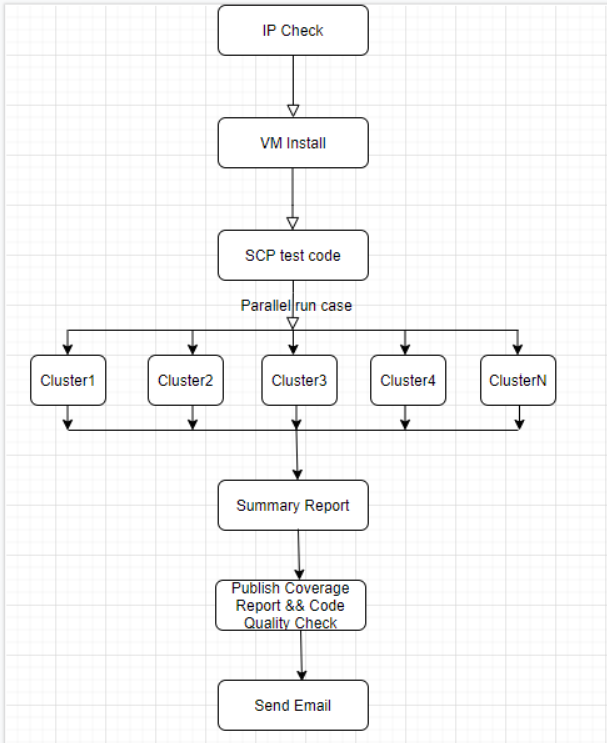 IP Check
VM Install
SCP test code
Parallel run case
Cluster1
Cluster2
Cluster3
Cluster4
ClusterN
Summary Report
Publish Coverage
Report && Code
Quality Check
Send Email